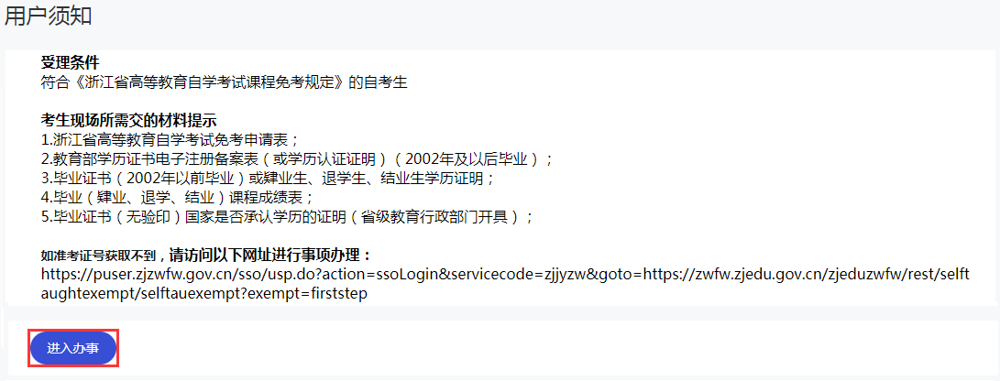 用户须知
受理条件
符合《浙江省高等教育自学考试课程免考规定》的自考生
考生现场所需交的材料提示
1.浙江省高等教育自学考试免考申请表；
2.教育部学历证书电子注册备案表（或学历认证证明）（2002年及以后毕业）；
3.毕业证书（2002年以前毕业）或肄业生、退学生、结业生学历证明；
4.毕业（肄业、退学、结业）课程成绩表；
5.毕业证书（无验印）国家是否承认学历的证明（省级教育行政部门开具）；
如准考证号获取不到，请访问以下网址进行事项办理：
https://puser.zjzwfw.gov.cn/sso/usp.do?action=ssoLogin&servicecode=zjjyzw&goto=https://zwfw.zjedu.gov.cn/zjeduzwfw/rest/selft
aughtexempt/selftauexempt?exempt=firststep
进入办事